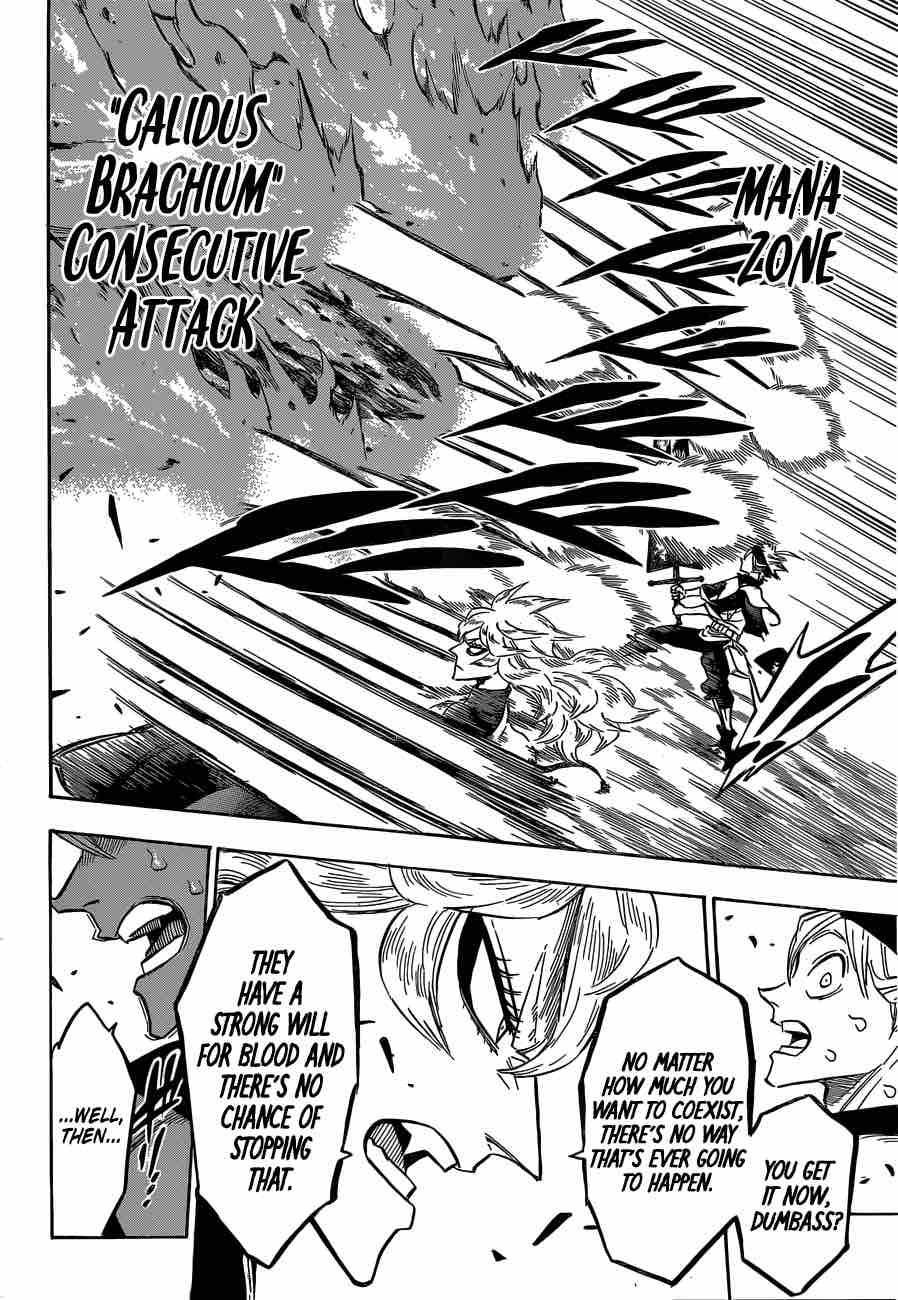 MANA
ZONE
"CALIDUS
BRACHIUM"
CONSECUTIVE
ATTACK
YOU GET
IT NOW,
DUMBASS?
NO MATTER
HOW MUCH YOU
WANT TO COEXIST,
THERE'S NO WAY
THAT'S EVER GOING
TO HAPPEN.
THEY
HAVE A
STRONG WILL
FOR BLOOD AND
THERE'S NO
CHANCE OF
STOPPING
THAT.
...WELL,
THEN...